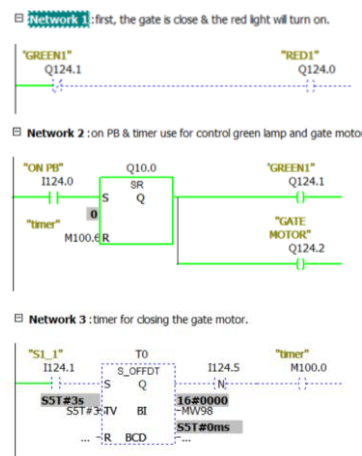 Network 1 :first, the gate is close & the red light will turn on.
"GREEN1" "RED1"
Q124.1 Q124.0
Network 2 :on PB & timer use for control green lamp and gate motor
"ON PB" Q10.0 "GREEN1"
I124.0 SR Q124.1
S Q
0
"timer" "GATE
M100.6 R MOTOR"
Q124.2
Network 3 :timer for closing the gate motor.
"S1_1" T0 "timer"
I124.1 S_OFFDT I124.5 M100.0
S Q N
S5T#3s 16#0000
S5T#3 TV BI MW98
S5T#0ms
... R BCD ...